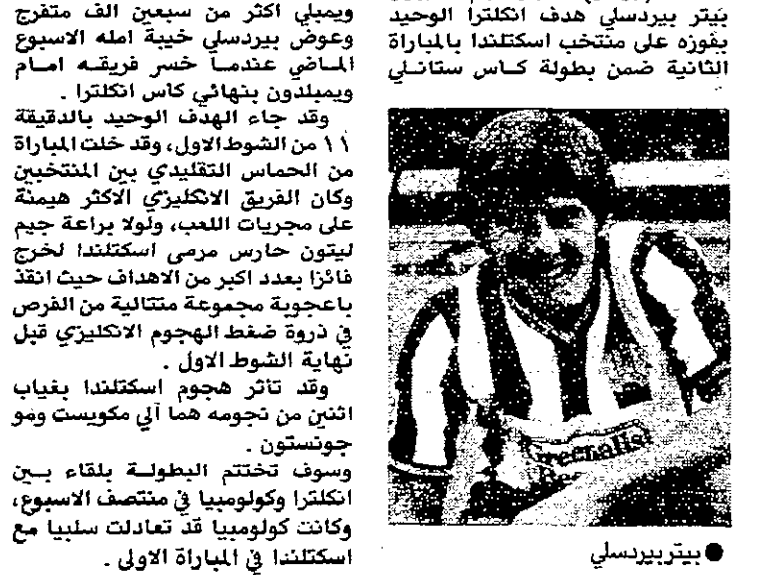 بيتر بيردسلي هدف انكلترا الوحيد
بفوزه على منتخب اسكتلندا بالمباراة
الثانية ضمن بطولة كاس ستانلي
Greenall's
● بيتر بيردسلي
ويمبلي اكثر من سبعين الف متفرج
وعوض بيردسلي خيبة امله الاسبوع
الماضي عندما خسر فريقه امام
ويمبلدون بنهائي كاس انكلترا .
وقد جاء الهدف الوحيد بالدقيقة
١١ من الشوط الاول، وقد خلت المباراة
من الحماس التقليدي بين المنتخبين
وكان الفريق الانكليزي الاكثر هيمنة
على مجريات اللعب، ولولا براعة جيم
ليتون حارس مرمى اسكتلندا لخرج
فائزا بعدد اكبر من الاهداف حيث انقذ
باعجوبة مجموعة متتالية من الفرص
في ذروة ضغط الهجوم الانكليزي قبل
نهاية الشوط الاول .
وقد تاثر هجوم اسكتلندا بغياب
اثنين من نجومه هما آلي مكويست ومو
جونستون .
وسوف تختتم البطولة بلقاء بين
انكلترا وكولومبيا في منتصف الاسبوع،
وكانت كولومبيا قد تعادلت سلبيا مع
اسكتلندا في المباراة الاولى .